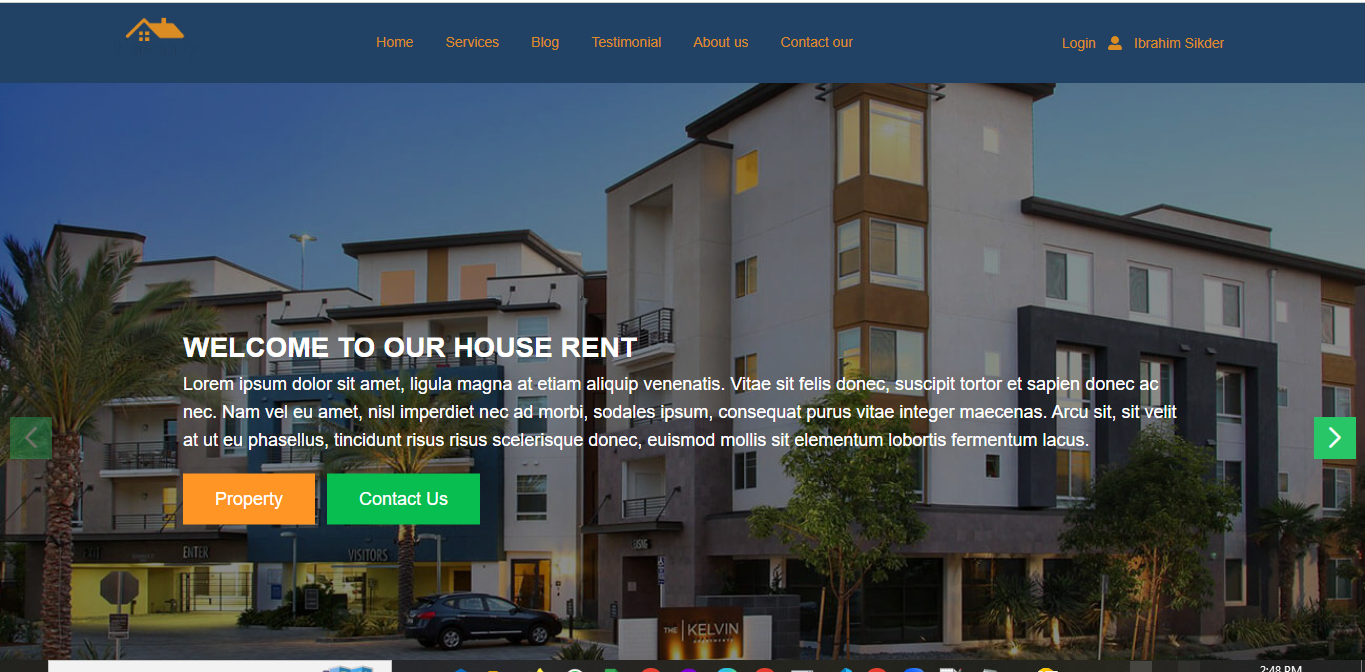 Home Services Blog Testimonial About us Contact our Login Ibrahim Sikder
WELCOME TO OUR HOUSE RENT
Lorem ipsum dolor sit amet, ligula magna at etiam aliquip venenatis. Vitae sit felis donec, suscipit tortor et sapien donec ac
nec. Nam vel eu amet, nisl imperdiet nec ad morbi, sodales ipsum, consequat purus vitae integer maecenas. Arcu sit, sit velit
at ut eu phasellus, tincidunt risus risus scelerisque donec, euismod mollis sit elementum lobortis fermentum lacus.
Property Contact Us
EXIT ENTER VISITORS
THE KELVIN
APARTMENTS
2:48 PM